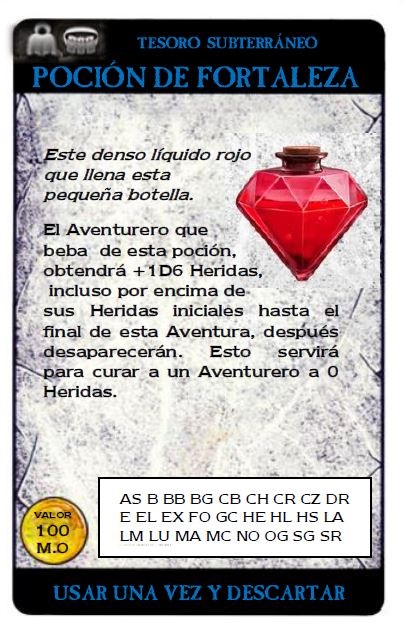 TESORO SUBTERRÁNEO
POCIÓN DE FORTALEZA
Este denso líquido rojo
que llena esta
pequeña botella.
El Aventurero que
beba de esta poción,
obtendrá +1D6 Heridas,
incluso por encima de
sus Heridas iniciales hasta el
final de esta Aventura, después
desaparecerán. Esto servirá
para curar a un Aventurero a 0
Heridas.
VALOR
100
M.O
AS B BB BG CB CH CR CZ DR
E EL EX FO GC HE HL HS LA
LM LU MA MC NO OG SG SR
USAR UNA VEZ Y DESCARTAR